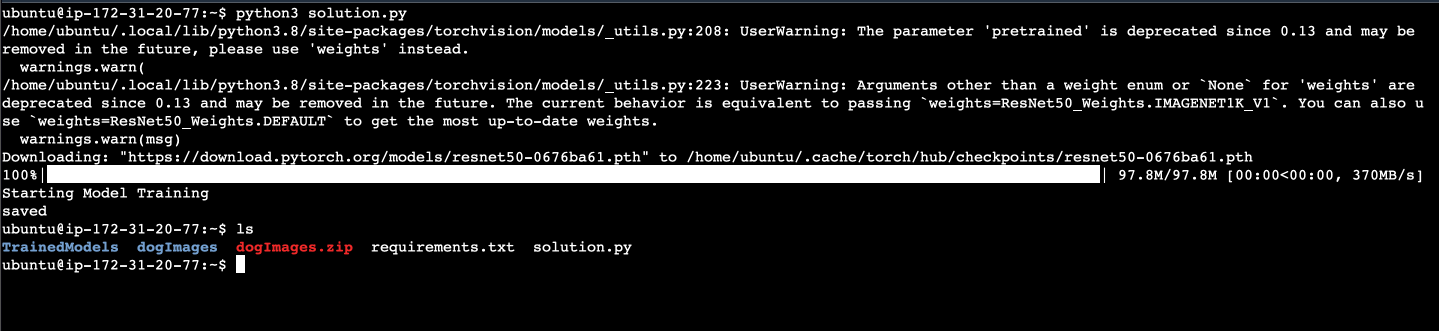 ubuntu@ip-172-31-20-77:~$ python3 solution.py
/home/ubuntu/.local/lib/python3.8/site-packages/torchvision/models/_utils.py:208: UserWarning: The parameter 'pretrained' is deprecated since 0.13 and may be
removed in the future, please use 'weights' instead.
  warnings.warn(
/home/ubuntu/.local/lib/python3.8/site-packages/torchvision/models/_utils.py:223: UserWarning: Arguments other than a weight enum or `None` for 'weights' are
deprecated since 0.13 and may be removed in the future. The current behavior is equivalent to passing `weights=ResNet50_Weights.IMAGENET1K_V1`. You can also u
se `weights=ResNet50_Weights.DEFAULT` to get the most up-to-date weights.
  warnings.warn(msg)
Downloading: "https://download.pytorch.org/models/resnet50-0676ba61.pth" to /home/ubuntu/.cache/torch/hub/checkpoints/resnet50-0676ba61.pth
100%| | 97.8M/97.8M [00:00<00:00, 370MB/s]
Starting Model Training
saved
ubuntu@ip-172-31-20-77:~$ ls
TrainedModels  dogImages  dogImages.zip  requirements.txt  solution.py
ubuntu@ip-172-31-20-77:~$